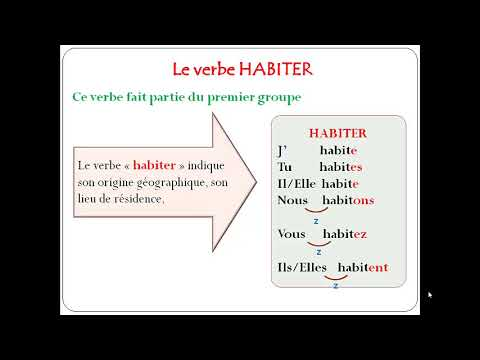 Le verbe HABITER
Ce verbe fait partie du premier groupe
Le verbe « habiter » indique
son origine géographique, son
lieu de résidence,
HABITER
J' habite
Tu habites
Il/Elle habite
Nous habitons
z
Vous habitez
z
Ils/Elles habitent
z